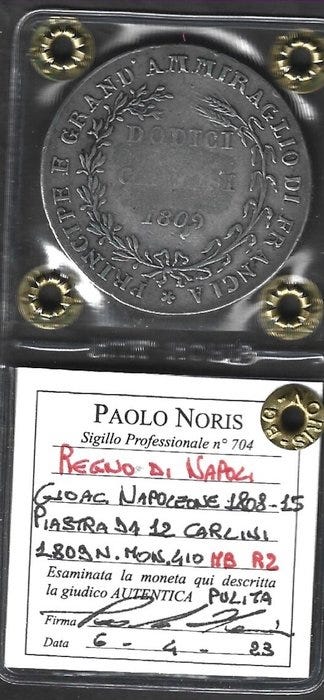 PRINCIPE E GRAND' AMMIRAGLIO DI FRANCIA
DODICI
CARLINI
1809
PAOLO NORIS
Sigillo Professionale n° 704
REGNO DI NAPOLI
GIOAC. NAPOLEONE 1808-15
PIASTRA DA 12 CARLINI
1809 N. MON. 410 MB R2
Esaminata la moneta qui descritta
la giudico AUTENTICA PULITA
Firma
Data 6 - 4 - 23